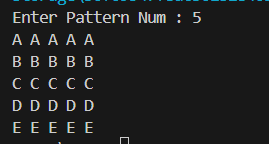 Enter Pattern Num : 5
A A A A A
B B B B B
C C C C C
D D D D D
E E E E E